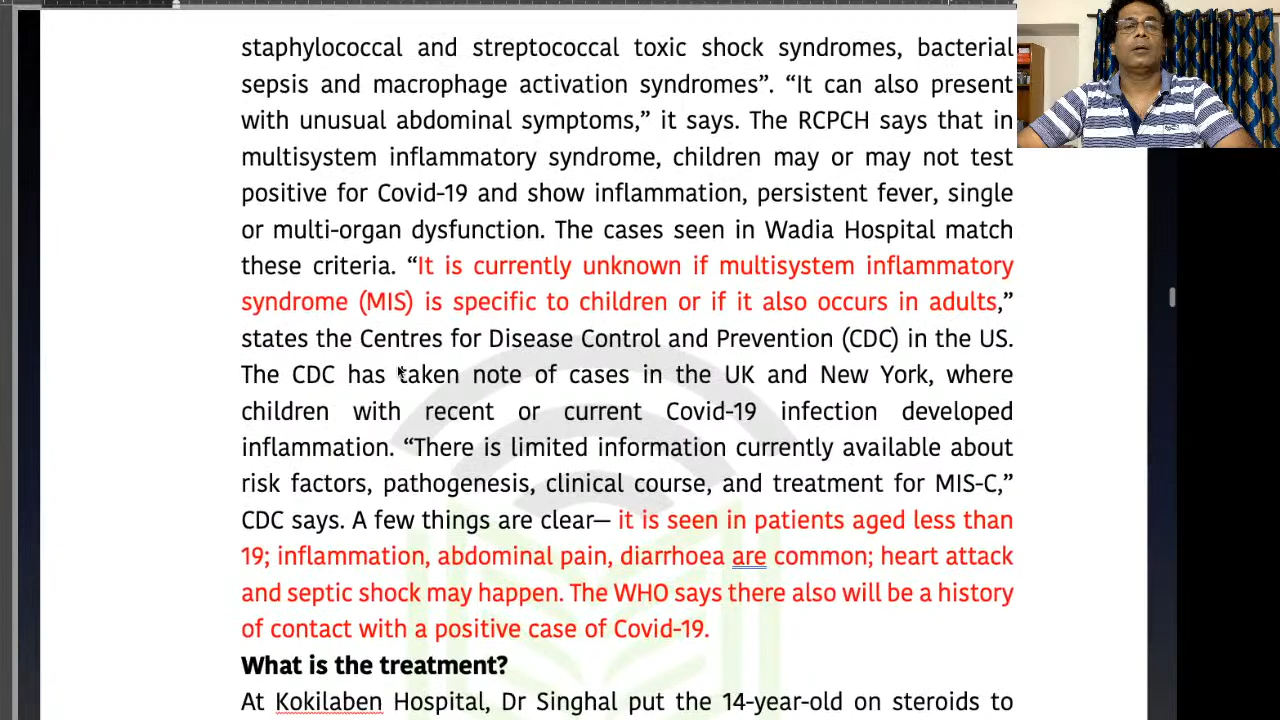 staphylococcal and streptococcal toxic shock syndromes, bacterial
sepsis and macrophage activation syndromes”. “It can also present
with unusual abdominal symptoms,” it says. The RCPCH says that in
multisystem inflammatory syndrome, children may or may not test
positive for Covid-19 and show inflammation, persistent fever, single
or multi-organ dysfunction. The cases seen in Wadia Hospital match
these criteria. “It is currently unknown if multisystem inflammatory
syndrome (MIS) is specific to children or if it also occurs in adults,”
states the Centres for Disease Control and Prevention (CDC) in the US.
The CDC has taken note of cases in the UK and New York, where
children with recent or current Covid-19 infection developed
inflammation. “There is limited information currently available about
risk factors, pathogenesis, clinical course, and treatment for MIS-C,”
CDC says. A few things are clear— it is seen in patients aged less than
19; inflammation, abdominal pain, diarrhoea are common; heart attack
and septic shock may happen. The WHO says there also will be a history
of contact with a positive case of Covid-19.
What is the treatment?
At Kokilaben Hospital, Dr Singhal put the 14-year-old on steroids to